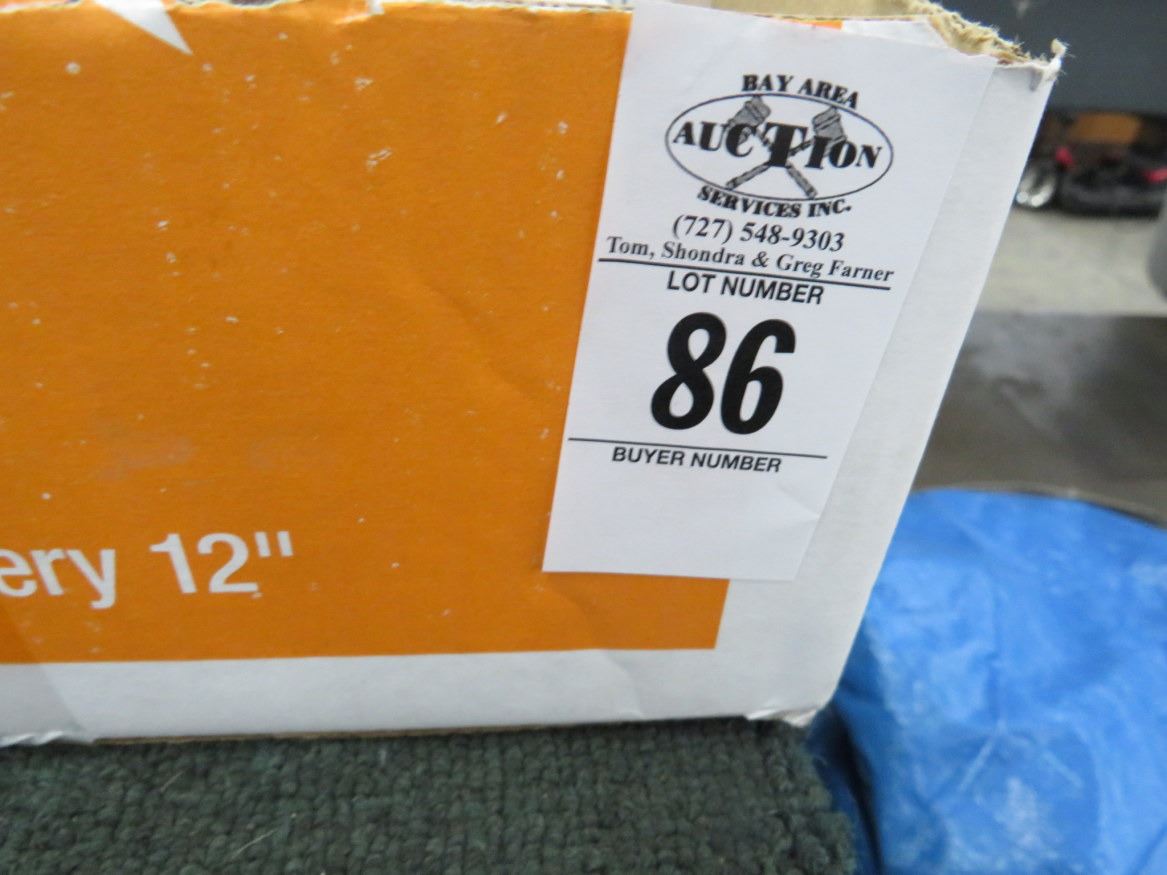 BAY AREA
AUCTION
SERVICES INC.
(727) 548-9303
Tom, Shondra & Greg Farner
LOT NUMBER
86
BUYER NUMBER
ery 12"